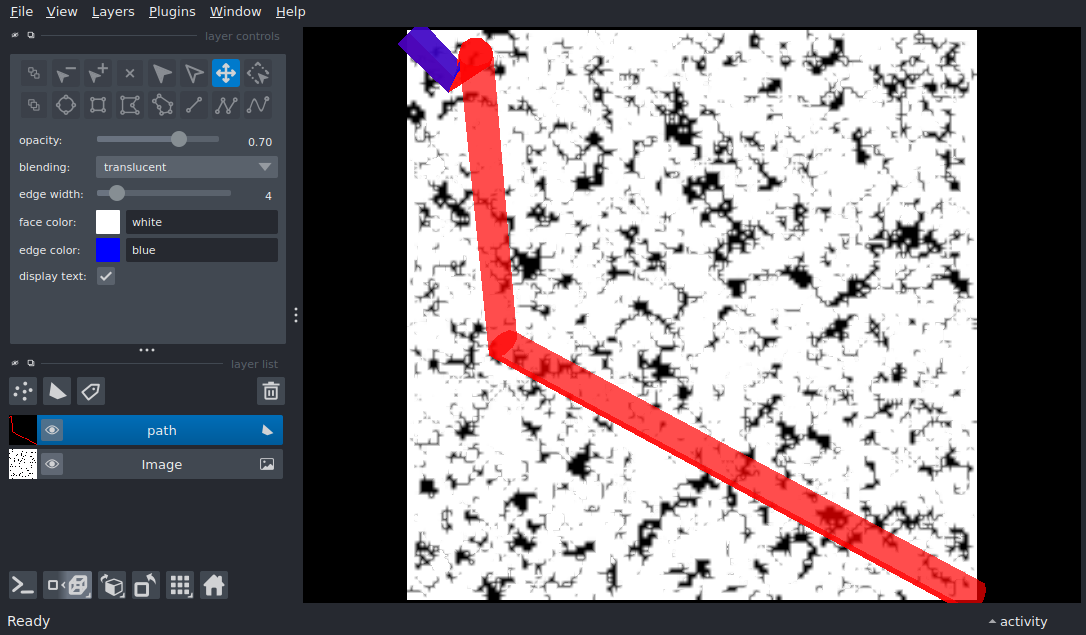 File View Layers Plugins Window Help
layer controls
opacity: 0.70
blending: translucent
edge width: 4
face color: white
edge color: blue
display text:
layer list
path
Image
Ready activity